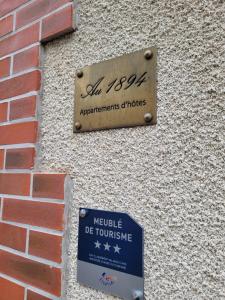 Au 1894
Appartements d'hôtes
MEUBLÉ
DE TOURISME